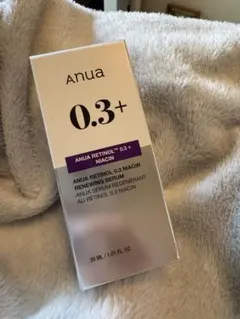 Anua
0.3+
ANUA RETINOL™ 0.3 +
NIACIN
ANUA RETINOL 0.3 NIACIN
RENEWING SERUM
ANUA SÉRUM RÉGÉNÉRANT
AU RÉTINOL 0.3 NIACIN
30 ML / 1.01 FL. OZ